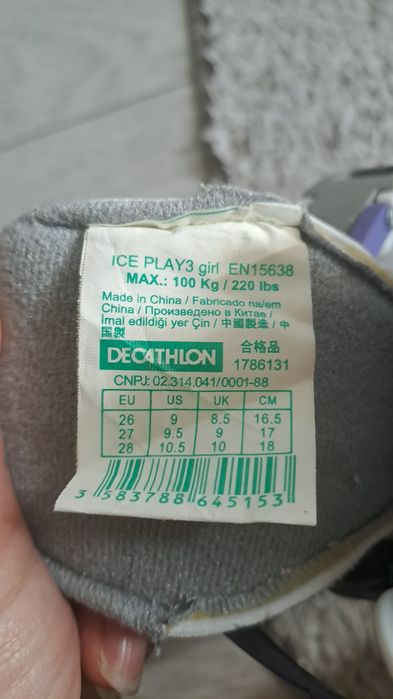 ICE PLAY3 girl EN15638
MAX.: 100 Kg / 220 lbs
Made in China / Fabricado na/em
China / Произведено в Китае /
İmal edildiği yer Çin / 中國製造 / 中
国製
DECATHLON 合格品
1786131
CNPJ: 02.314.041/0001-88
EU US UK CM
26 9 8.5 16.5
27 9.5 9 17
28 10.5 10 18
3 583788 645153